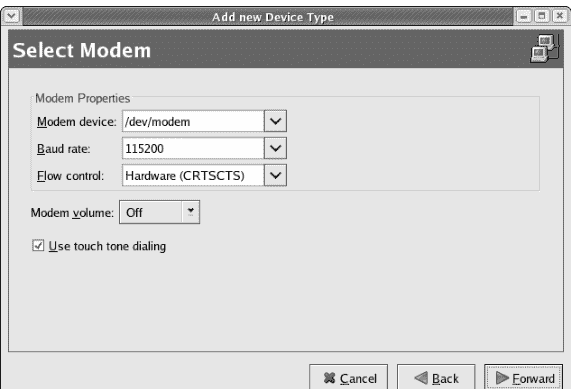 Add new Device Type
Select Modem
Modem Properties
Modem device: /dev/modem
Baud rate: 115200
Flow control: Hardware (CRTSCTS)
Modem volume: Off
Use touch tone dialing
Cancel Back Forward